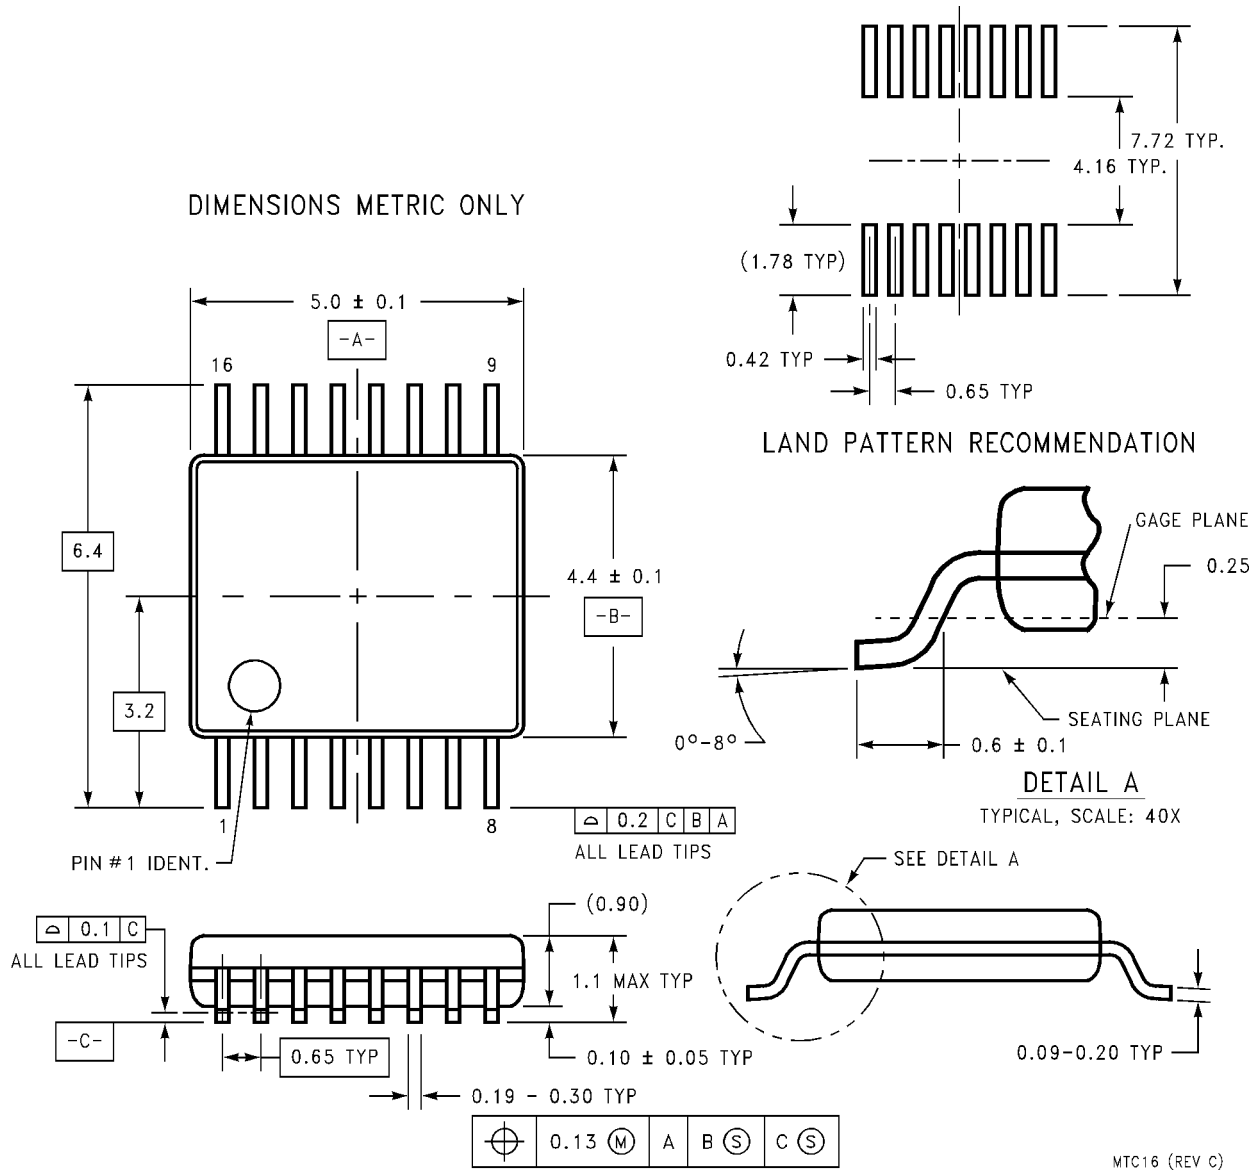 7.72 TYP.
4.16 TYP.
DIMENSIONS METRIC ONLY
(1.78 TYP)
5.0 ± 0.1
-A-
0.42 TYP
16
9
0.65 TYP
LAND PATTERN RECOMMENDATION
GAGE PLANE
6.4
0.25
4.4 ± 0.1
-B-
3.2
SEATING PLANE
0°-8°
0.6 ± 0.1
DETAIL A
TYPICAL, SCALE: 40X
1
8
⌓ 0.2 C B A
ALL LEAD TIPS
PIN #1 IDENT.
SEE DETAIL A
(0.90)
⌓ 0.1 C
ALL LEAD TIPS
1.1 MAX TYP
-C-
0.65 TYP
0.10 ± 0.05 TYP
0.09-0.20 TYP
0.19 - 0.30 TYP
⌖ 0.13 Ⓜ A B Ⓢ C Ⓢ
MTC16 (REV C)